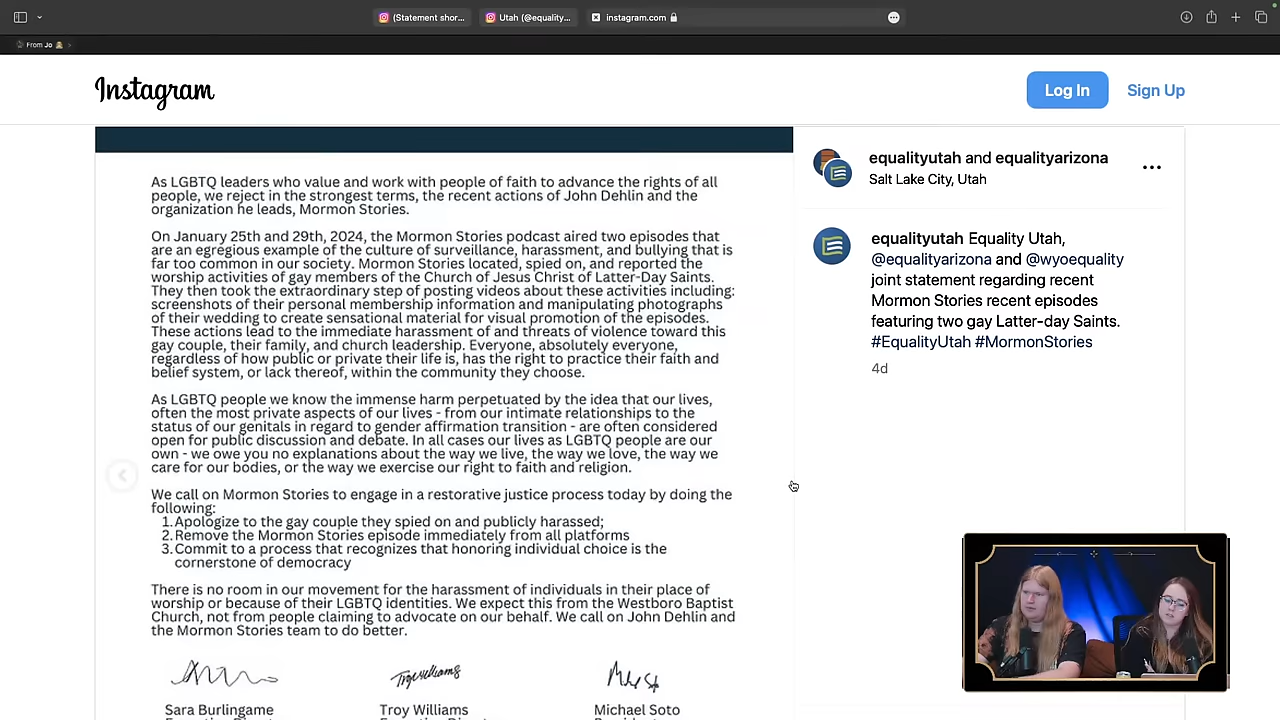 (Statement shor...
Utah (@equality...
instagram.com
From Jo
Instagram
Log In
Sign Up
As LGBTQ leaders who value and work with people of faith to advance the rights of all
people, we reject in the strongest terms, the recent actions of John Dehlin and the
organization he leads, Mormon Stories.
On January 25th and 29th, 2024, the Mormon Stories podcast aired two episodes that
are an egregious example of the culture of surveillance, harassment, and bullying that is
far too common in our society. Mormon Stories located, spied on, and reported the
worship activities of gay members of the Church of Jesus Christ of Latter-Day Saints.
They then took the extraordinary step of posting videos about these activities including:
screenshots of their personal membership information and manipulating photographs
of their wedding to create sensational material for visual promotion of the episodes.
These actions lead to the immediate harassment of and threats of violence toward this
gay couple, their family, and church leadership. Everyone, absolutely everyone,
regardless of how public or private their life is, has the right to practice their faith and
belief system, or lack thereof, within the community they choose.
As LGBTQ people we know the immense harm perpetuated by the idea that our lives,
often the most private aspects of our lives - from our intimate relationships to the
status of our genitals in regard to gender affirmation transition - are often considered
open for public discussion and debate. In all cases our lives as LGBTQ people are our
own - we owe you no explanations about the way we live, the way we love, the way we
care for our bodies, or the way we exercise our right to faith and religion.
We call on Mormon Stories to engage in a restorative justice process today by doing the
following:
1. Apologize to the gay couple they spied on and publicly harassed;
2. Remove the Mormon Stories episode immediately from all platforms
3. Commit to a process that recognizes that honoring individual choice is the
cornerstone of democracy
There is no room in our movement for the harassment of individuals in their place of
worship or because of their LGBTQ identities. We expect this from the Westboro Baptist
Church, not from people claiming to advocate on our behalf. We call on John Dehlin and
the Mormon Stories team to do better.
Troy Williams
Sara Burlingame
Troy Williams
Michael Soto
equalityutah and equalityarizona
Salt Lake City, Utah
equalityutah Equality Utah,
@equalityarizona and @wyoequality
joint statement regarding recent
Mormon Stories recent episodes
featuring two gay Latter-day Saints.
#EqualityUtah #MormonStories
4d